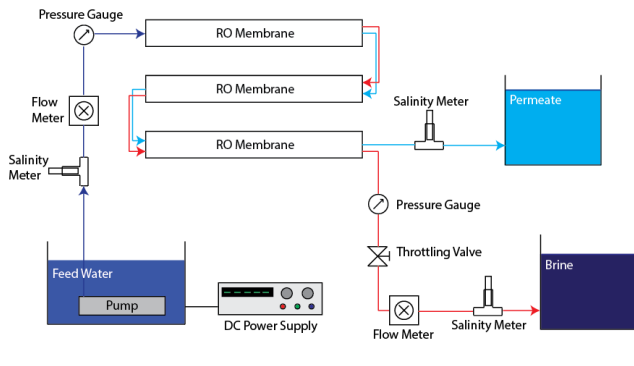 Pressure Gauge
RO Membrane
RO Membrane
Flow
Meter
Salinity Meter
Permeate
RO Membrane
Salinity
Meter
Pressure Gauge
Throttling Valve
Feed Water
Brine
Pump
DC Power Supply
Flow Meter
Salinity Meter